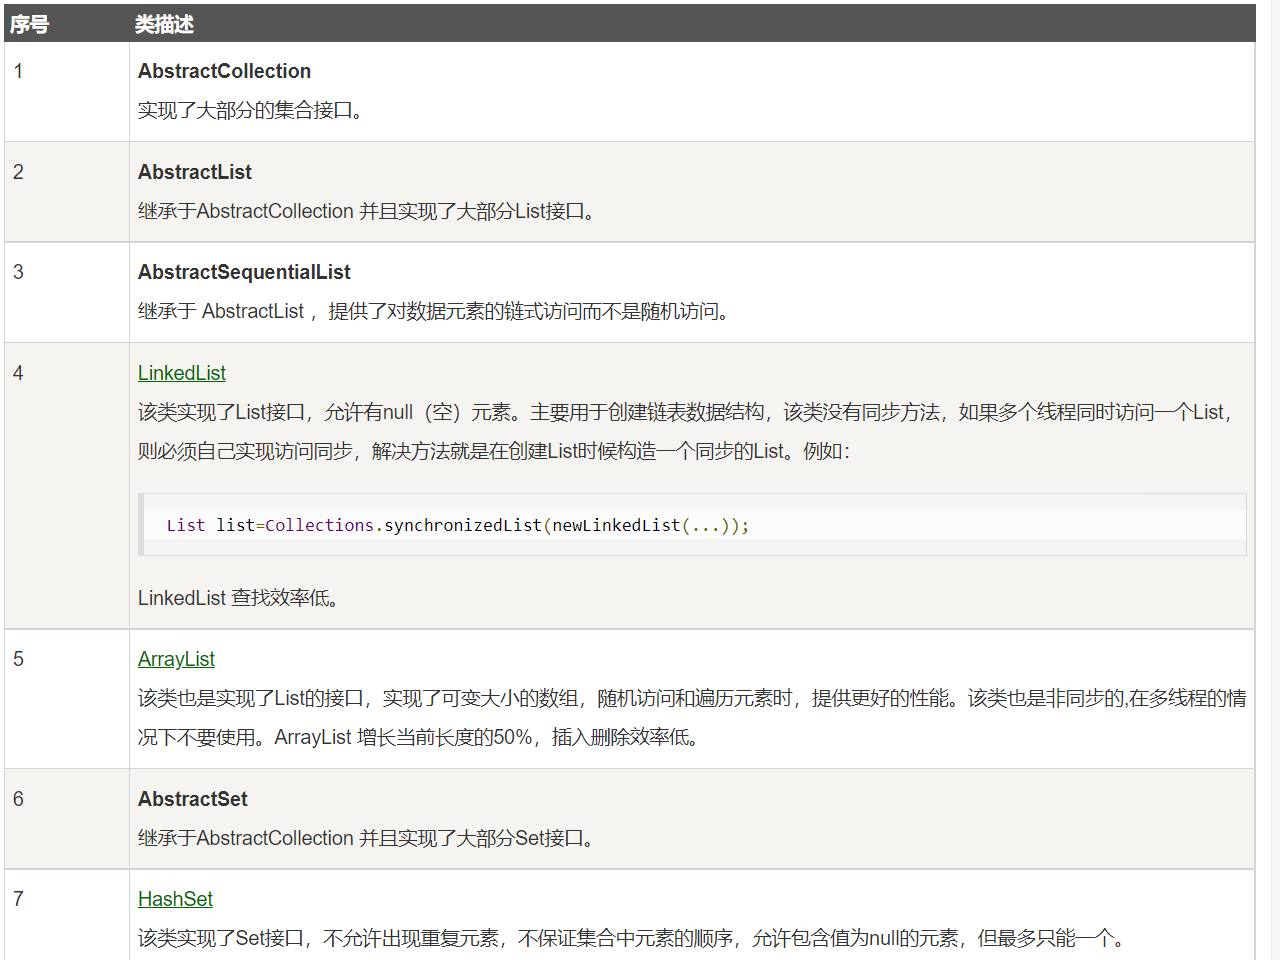 序号 类描述
1 AbstractCollection
实现了大部分的集合接口。
2 AbstractList
继承于AbstractCollection 并且实现了大部分List接口。
3 AbstractSequentialList
继承于 AbstractList ，提供了对数据元素的链式访问而不是随机访问。
4 LinkedList
该类实现了List接口，允许有null（空）元素。主要用于创建链表数据结构，该类没有同步方法，如果多个线程同时访问一个List，
则必须自己实现访问同步，解决方法就是在创建List时候构造一个同步的List。例如：
List list=Collections.synchronizedList(newLinkedList(...));
LinkedList 查找效率低。
5 ArrayList
该类也是实现了List的接口，实现了可变大小的数组，随机访问和遍历元素时，提供更好的性能。该类也是非同步的,在多线程的情
况下不要使用。ArrayList 增长当前长度的50%，插入删除效率低。
6 AbstractSet
继承于AbstractCollection 并且实现了大部分Set接口。
7 HashSet
该类实现了Set接口，不允许出现重复元素，不保证集合中元素的顺序，允许包含值为null的元素，但最多只能一个。